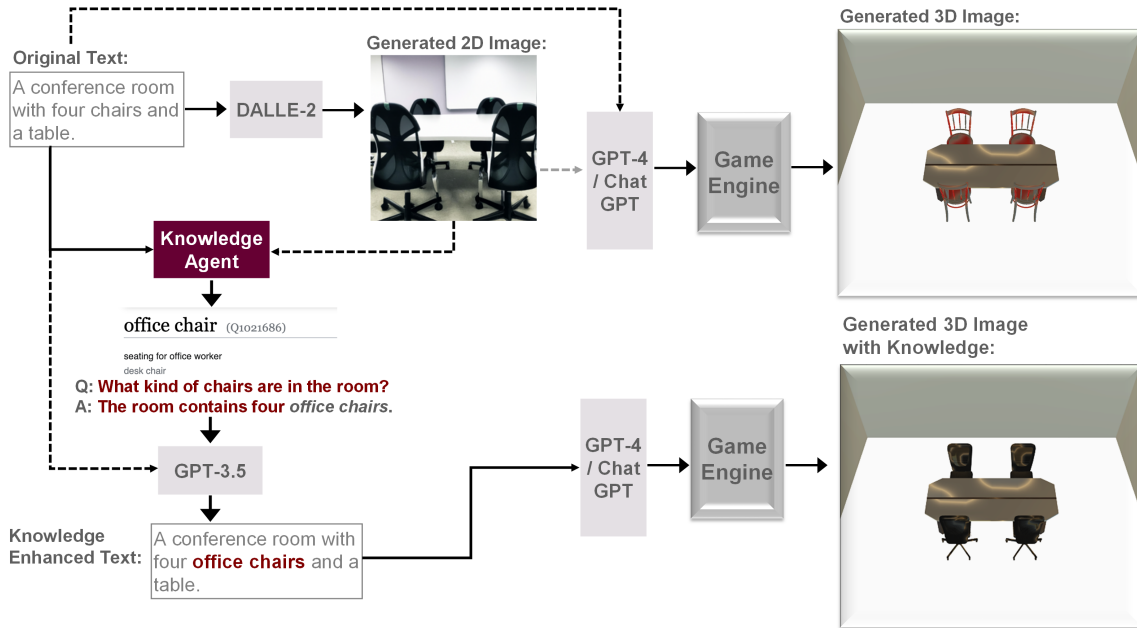 Original Text:
A conference room
with four chairs and
a table.
DALLE-2
Generated 2D Image:
GPT-4
/ Chat
GPT
Game
Engine
Generated 3D Image:
Knowledge
Agent
office chair (Q1021686)
seating for office worker
desk chair
Q: What kind of chairs are in the room?
A: The room contains four office chairs.
GPT-3.5
Knowledge
Enhanced Text:
A conference room with
four office chairs and a
table.
GPT-4
/ Chat
GPT
Game
Engine
Generated 3D Image
with Knowledge: